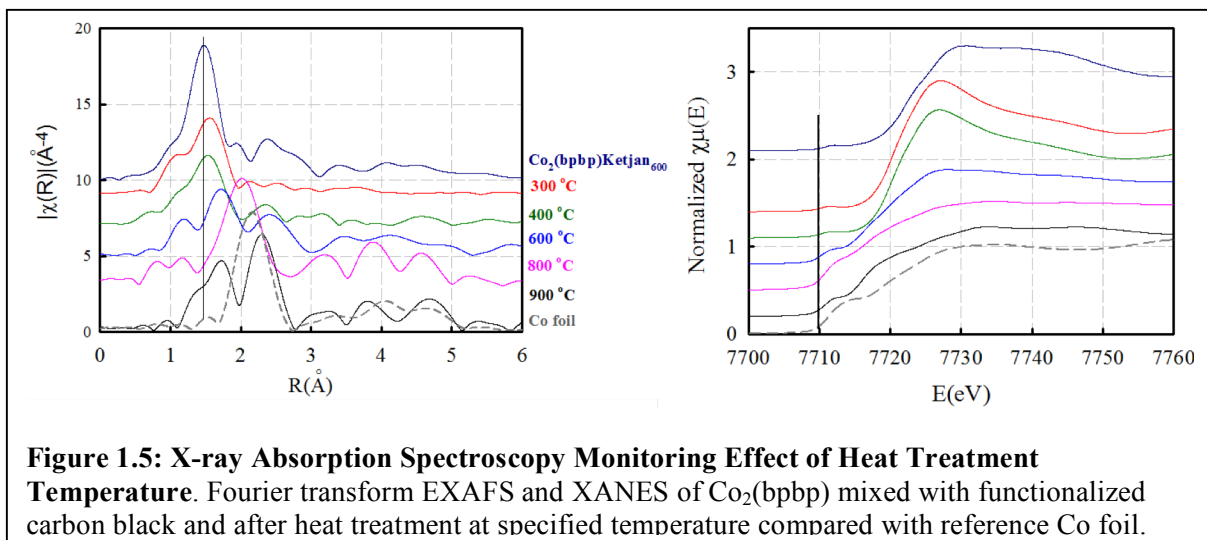 20
15
10
5
0
|χ(R)|(Å-4)
0 1 2 3 4 5 6
R(Å)
Co₂(bpbp)Ketjan₆₀₀
300 °C
400 °C
600 °C
800 °C
900 °C
Co foil
3
2
1
0
Normalized χμ(E)
7700 7710 7720 7730 7740 7750 7760
E(eV)
Figure 1.5: X-ray Absorption Spectroscopy Monitoring Effect of Heat Treatment
Temperature. Fourier transform EXAFS and XANES of Co₂(bpbp) mixed with functionalized
carbon black and after heat treatment at specified temperature compared with reference Co foil.